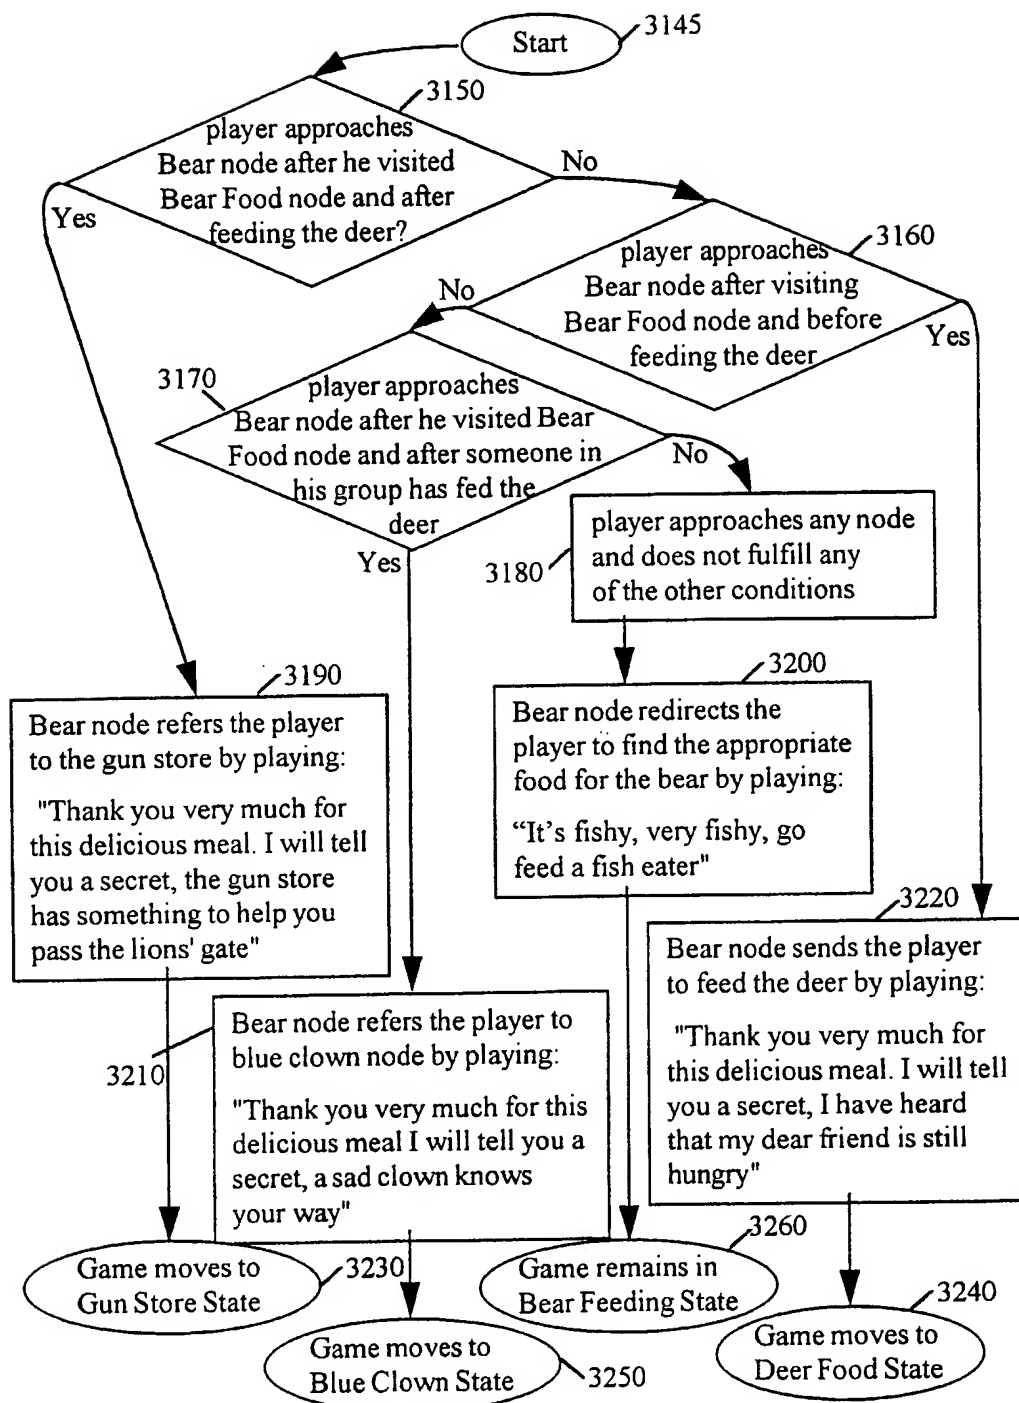 Start
3145
3150
player approaches
Bear node after he visited
Bear Food node and after
feeding the deer?
Yes
No
3160
player approaches
Bear node after visiting
Bear Food node and before
feeding the deer
No
Yes
3170
player approaches
Bear node after he visited Bear
Food node and after someone in
his group has fed the
deer
No
Yes
3180
player approaches any node
and does not fulfill any
of the other conditions
3190
Bear node refers the player
to the gun store by playing:
"Thank you very much for
this delicious meal. I will tell
you a secret, the gun store
has something to help you
pass the lions' gate"
3200
Bear node redirects the
player to find the appropriate
food for the bear by playing:
“It's fishy, very fishy, go
feed a fish eater"
3220
Bear node sends the player
to feed the deer by playing:
"Thank you very much for
this delicious meal. I will tell
you a secret, I have heard
that my dear friend is still
hungry"
3210
Bear node refers the player to
blue clown node by playing:
"Thank you very much for this
delicious meal I will tell you a
secret, a sad clown knows
your way"
Game moves to
Gun Store State
3230
Game moves to
Blue Clown State
3250
3260
Game remains in
Bear Feeding State
3240
Game moves to
Deer Food State